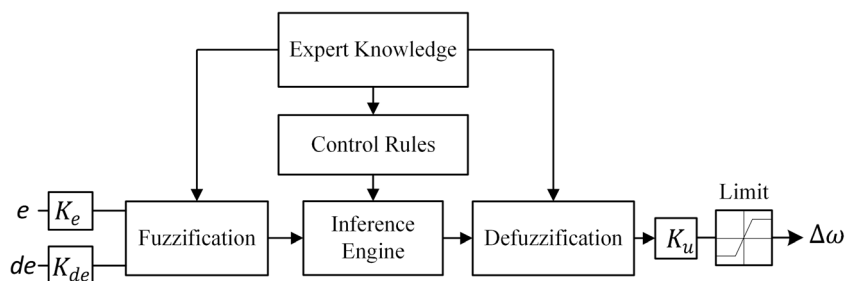 Expert Knowledge
Control Rules
Limit
e
K_e
Fuzzification
Inference
Engine
Defuzzification
K_u
Δω
de
K_de